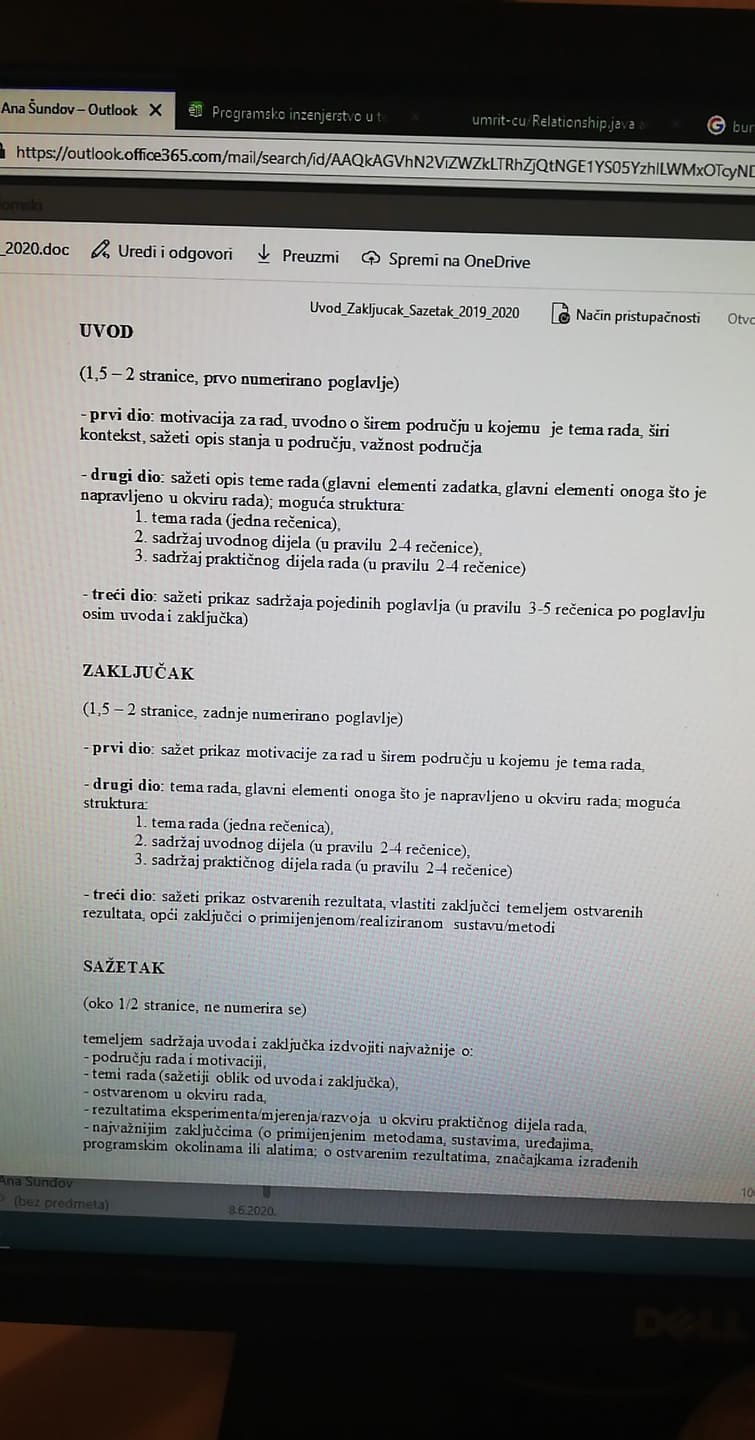 Ana Šundov – Outlook
Programsko inzenjerstvo u t
umrit-cu/Relationship.java
bur
https://outlook.office365.com/mail/search/id/
_2020.doc
Uredi i odgovori
Preuzmi
Spremi na OneDrive
Uvod_Zakljucak_Sazetak_2019_2020
Način pristupačnosti
Otvo
UVOD
(1,5 – 2 stranice, prvo numerirano poglavlje)
- prvi dio: motivacija za rad, uvodno o širem području u kojemu je tema rada, širi
kontekst, sažeti opis stanja u području, važnost područja
- drugi dio: sažeti opis teme rada (glavni elementi zadatka, glavni elementi onoga što je
napravljeno u okviru rada); moguća struktura:
1. tema rada (jedna rečenica),
2. sadržaj uvodnog dijela (u pravilu 2-4 rečenice),
3. sadržaj praktičnog dijela rada (u pravilu 2-4 rečenice)
- treći dio: sažeti prikaz sadržaja pojedinih poglavlja (u pravilu 3-5 rečenica po poglavlju
osim uvoda i zaključka)
ZAKLJUČAK
(1,5 – 2 stranice, zadnje numerirano poglavlje)
- prvi dio: sažet prikaz motivacije za rad u širem području u kojemu je tema rada,
- drugi dio: tema rada, glavni elementi onoga što je napravljeno u okviru rada; moguća
struktura:
1. tema rada (jedna rečenica),
2. sadržaj uvodnog dijela (u pravilu 2-4 rečenice),
3. sadržaj praktičnog dijela rada (u pravilu 2-4 rečenice)
- treći dio: sažeti prikaz ostvarenih rezultata, vlastiti zaključci temeljem ostvarenih
rezultata, opći zaključci o primijenjenom/realiziranom sustavu/metodi
SAŽETAK
(oko 1/2 stranice, ne numerira se)
temeljem sadržaja uvoda i zaključka izdvojiti najvažnije o:
- području rada i motivaciji,
- temi rada (sažetiji oblik od uvoda i zaključka),
- ostvarenom u okviru rada,
- rezultatima eksperimenta/mjerenja/razvoja u okviru praktičnog dijela rada,
- najvažnijim zaključcima (o primijenjenim metodama, sustavima, uređajima,
programskim okolinama ili alatima; o ostvarenim rezultatima, značajkama izrađenih
Ana Šundov
(bez predmeta)
8.6.2020.
10
DELL